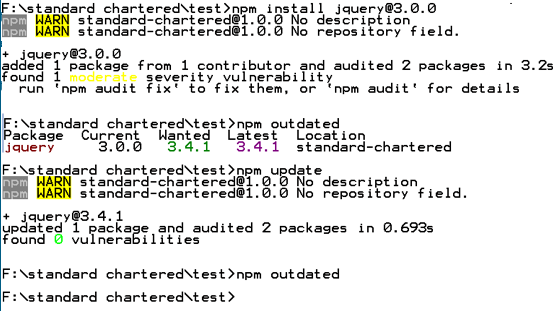 F:\standard chartered\test>npm install jquery@3.0.0
npm WARN standard-chartered@1.0.0 No description
npm WARN standard-chartered@1.0.0 No repository field.
+ jquery@3.0.0
added 1 package from 1 contributor and audited 2 packages in 3.2s
found 1 moderate severity vulnerability
run `npm audit fix` to fix them, or `npm audit` for details
F:\standard chartered\test>npm outdated
Package Current Wanted Latest Location
jquery 3.0.0 3.4.1 3.4.1 standard-chartered
F:\standard chartered\test>npm update
npm WARN standard-chartered@1.0.0 No description
npm WARN standard-chartered@1.0.0 No repository field.
+ jquery@3.4.1
updated 1 package and audited 2 packages in 0.693s
found 0 vulnerabilities
F:\standard chartered\test>npm outdated
F:\standard chartered\test>